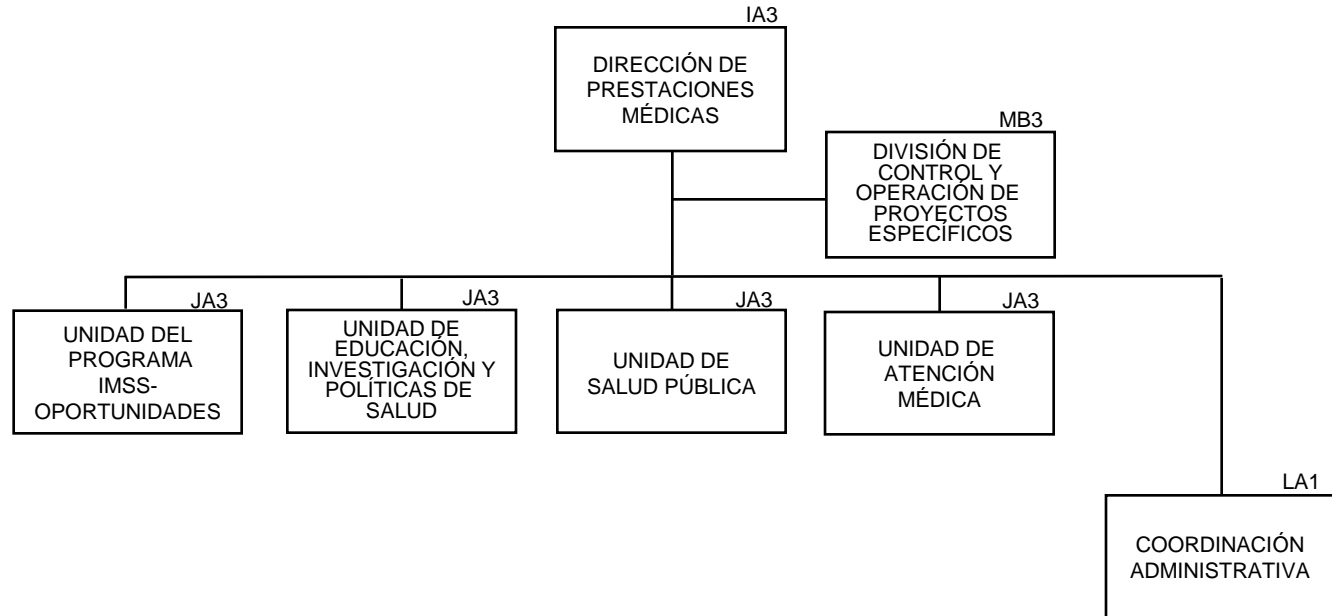 IA3
DIRECCIÓN DE
PRESTACIONES
MÉDICAS
MB3
DIVISIÓN DE
CONTROL Y
OPERACIÓN DE
PROYECTOS
ESPECÍFICOS
JA3
UNIDAD DEL
PROGRAMA
IMSS-
OPORTUNIDADES
JA3
UNIDAD DE
EDUCACIÓN,
INVESTIGACIÓN Y
POLÍTICAS DE
SALUD
JA3
UNIDAD DE
SALUD PÚBLICA
JA3
UNIDAD DE
ATENCIÓN
MÉDICA
LA1
COORDINACIÓN
ADMINISTRATIVA